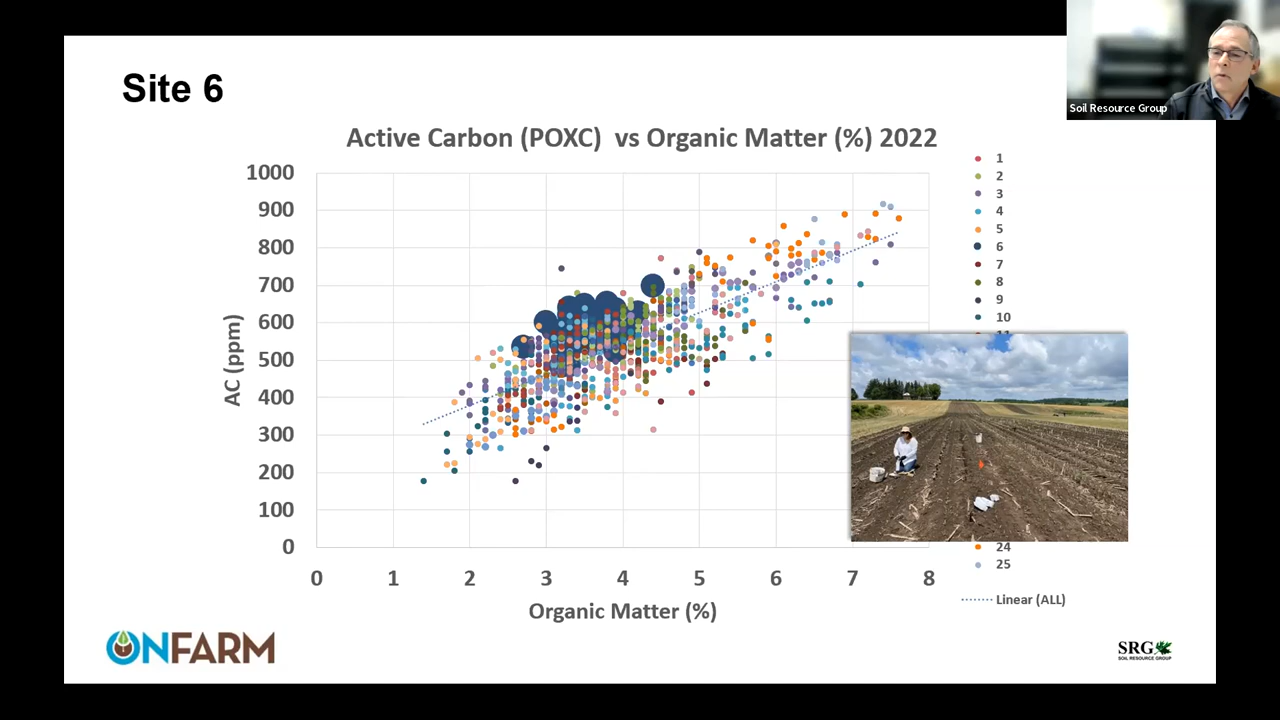 Soil Resource Group
Site 6
Active Carbon (POXC) vs Organic Matter (%) 2022
1000
900
800
700
600
500
400
300
200
100
0
AC (ppm)
0 1 2 3 4 5 6 7 8
Organic Matter (%)
1
2
3
4
5
6
7
8
9
10
24
25
Linear (ALL)
ONFARM
SRG
SOIL RESOURCE GROUP